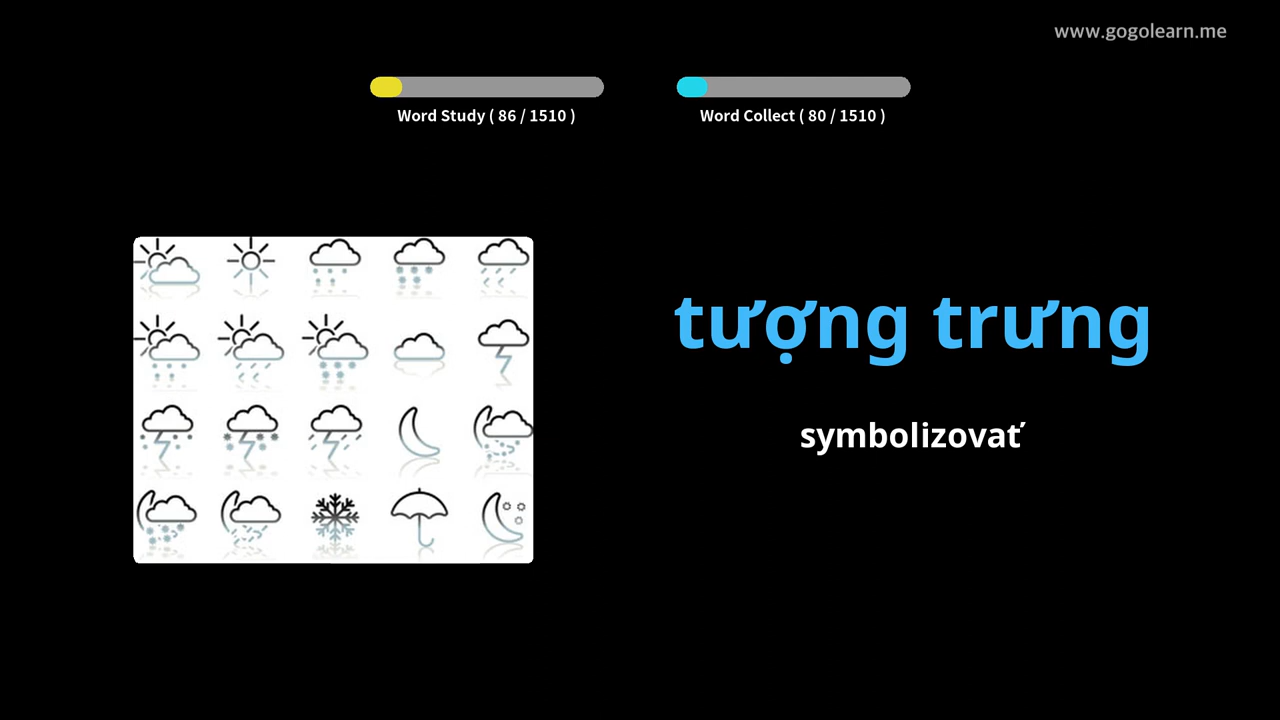 www.gogolearn.me
Word Study ( 86 / 1510 )
Word Collect ( 80 / 1510 )
tượng trưng
symbolizovať